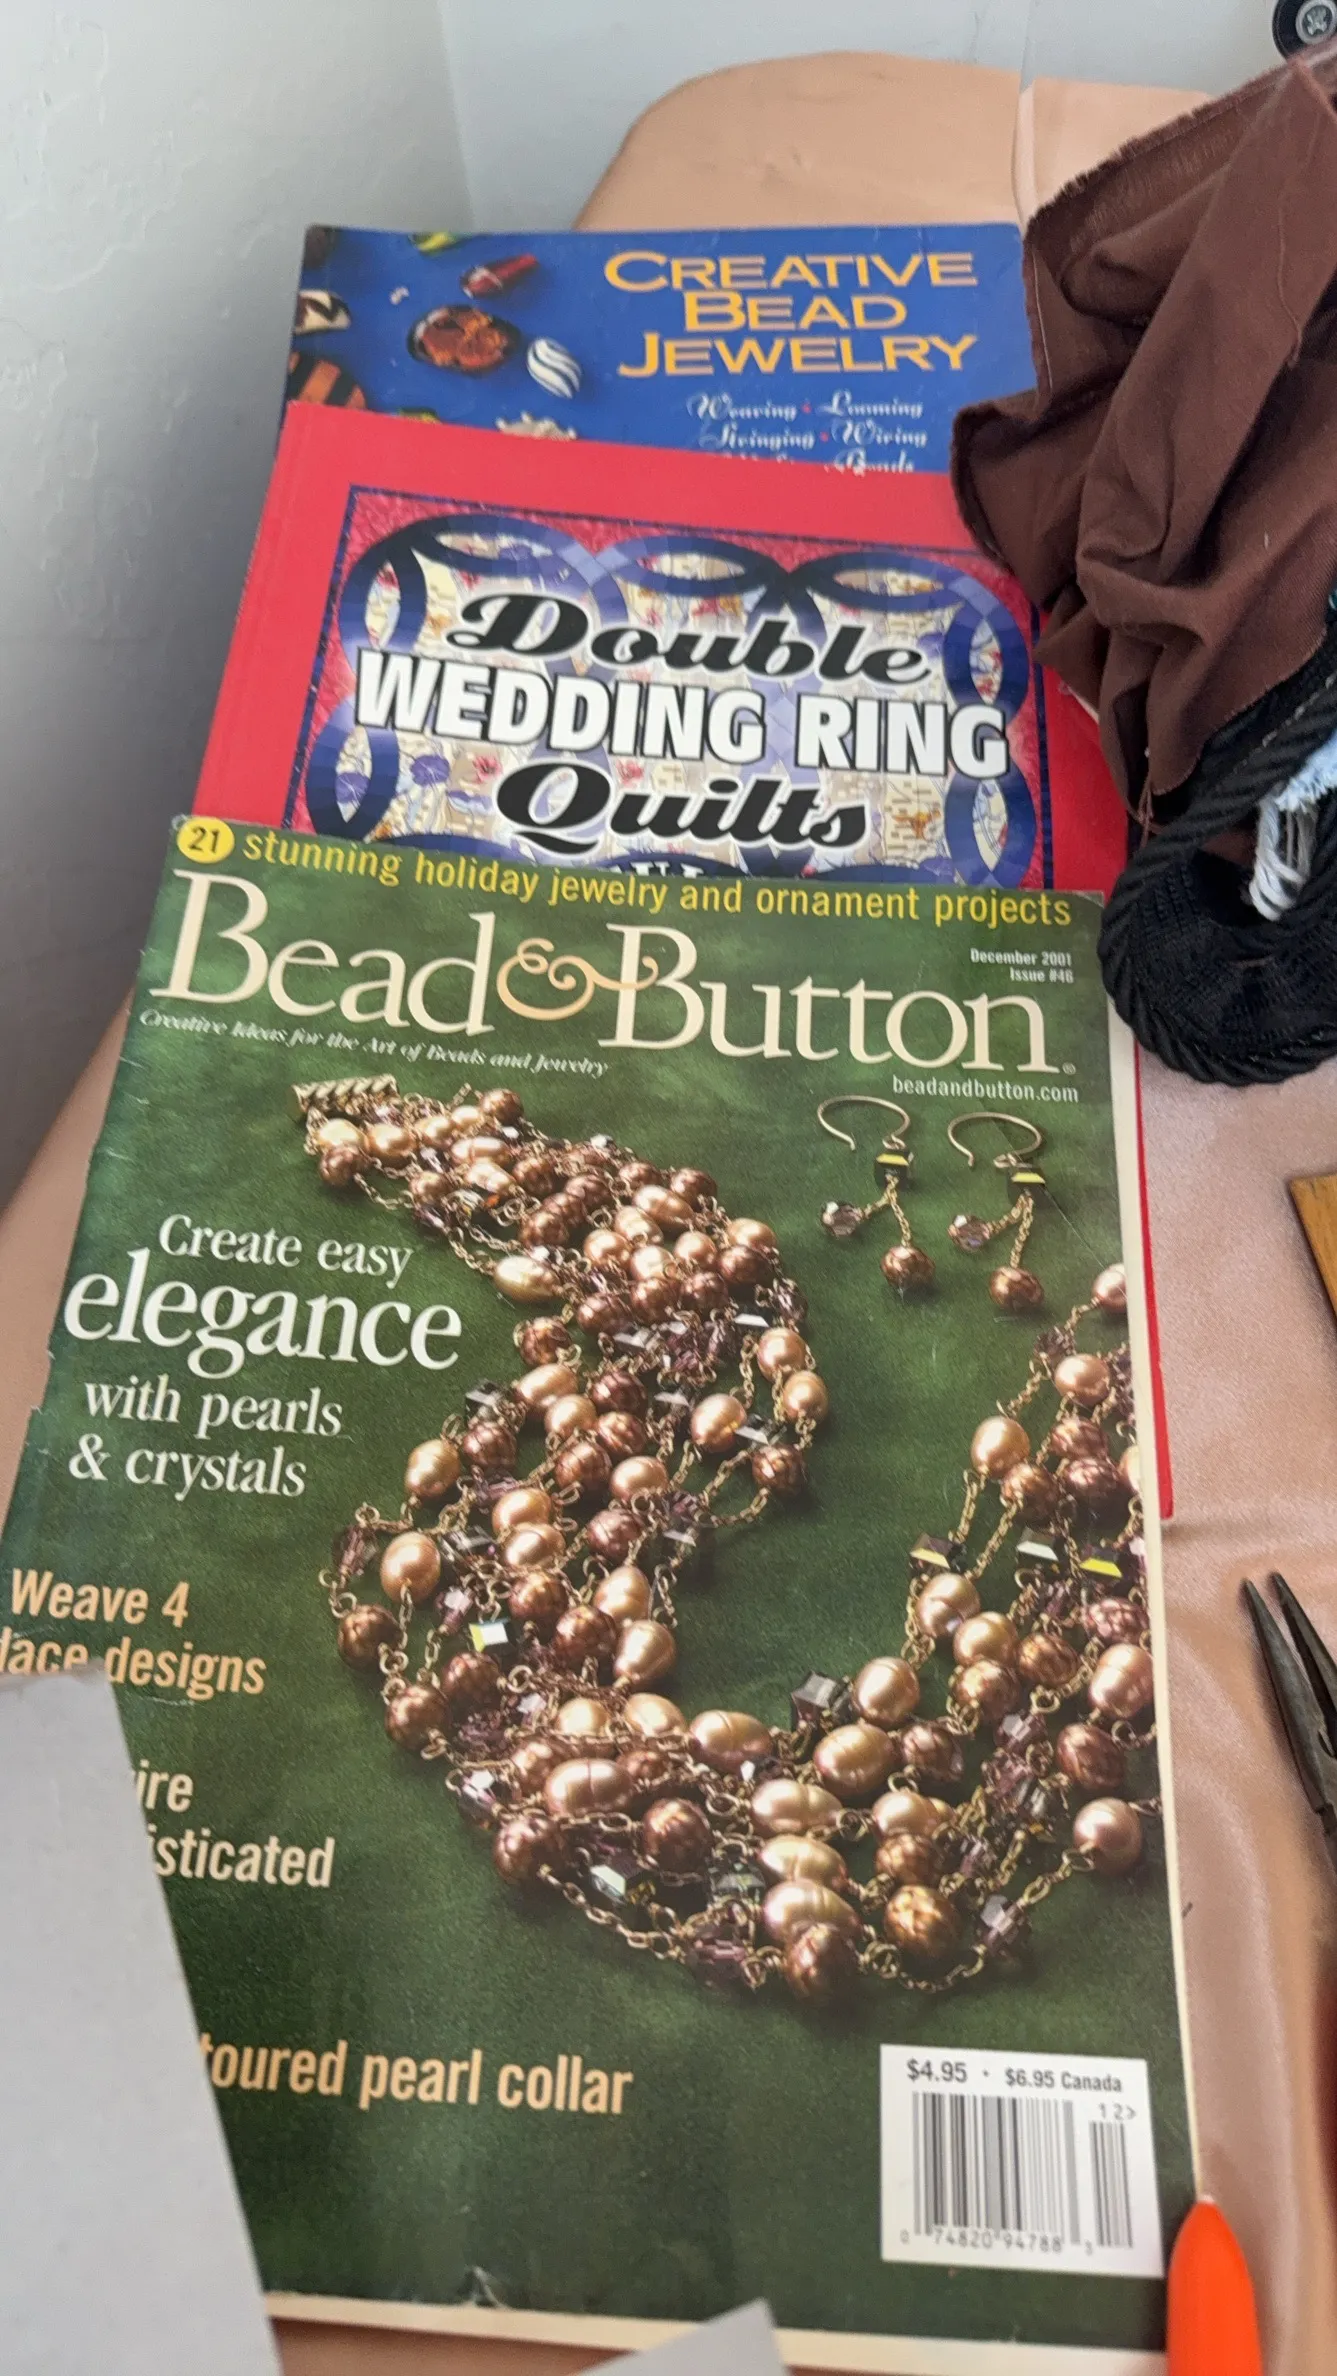 CREATIVE
BEAD
JEWELRY
Weaving • Looming
Stringing • Wiring
Beads
Double
WEDDING RING
Quilts
21 stunning holiday jewelry and ornament projects
Bead&Button®
December 2001
Issue #46
Creative Ideas for the Art of Beads and Jewelry
beadandbutton.com
Create easy
elegance
with pearls
& crystals
Weave 4
lace designs
ire
isticated
toured pearl collar
$4.95 • $6.95 Canada
12>
0 74820 94788 3